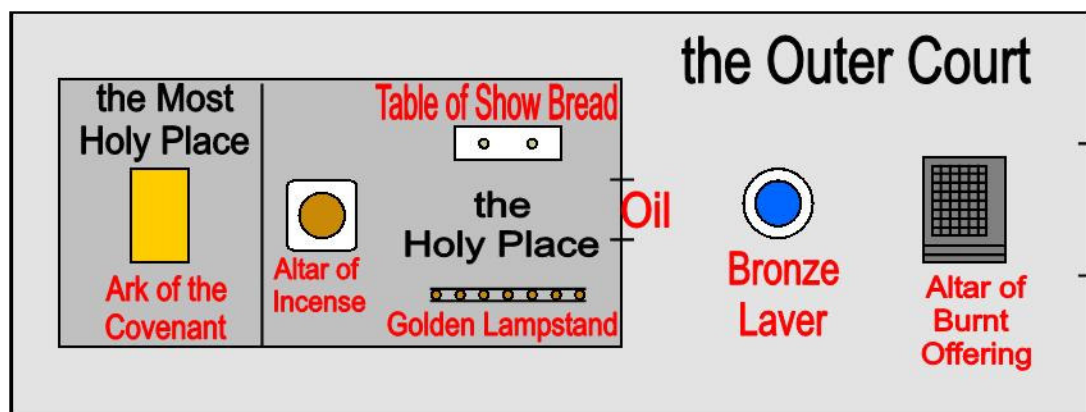 the Outer Court
the Most
Holy Place
Table of Show Bread
the
Holy Place
Oil
Ark of the
Covenant
Altar of
Incense
Golden Lampstand
Bronze
Laver
Altar of
Burnt
Offering